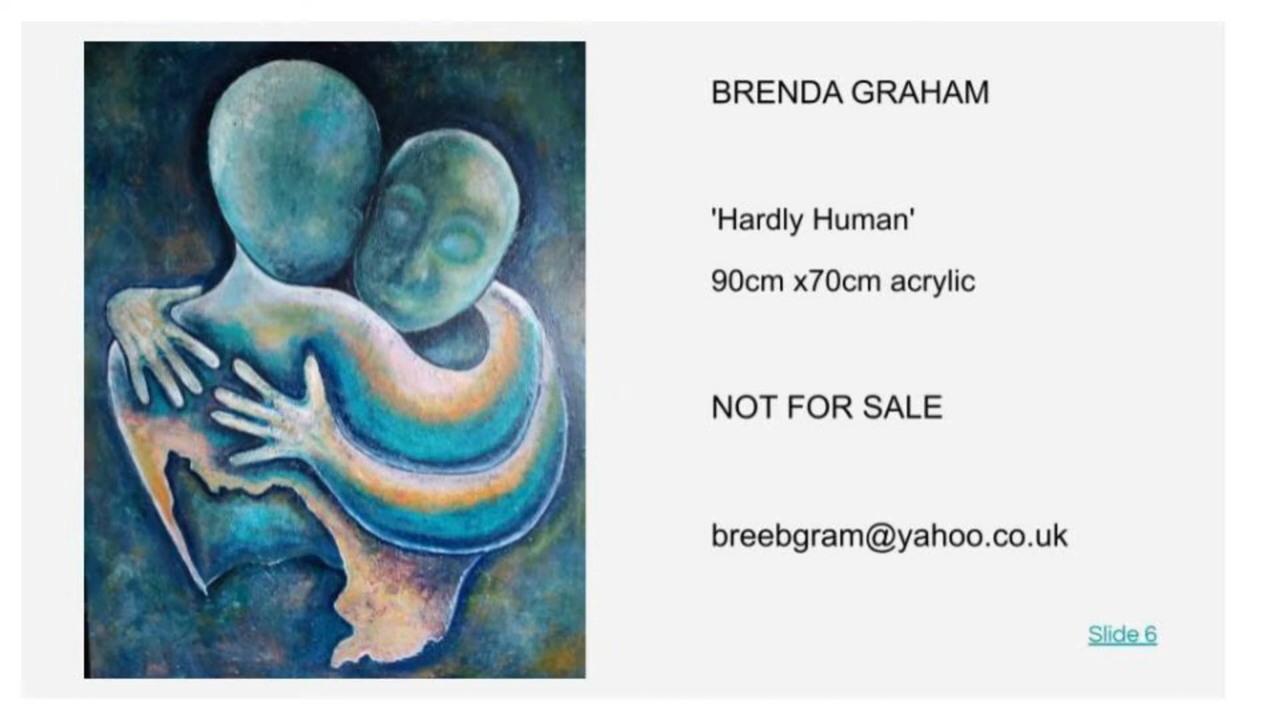 BRENDA GRAHAM
'Hardly Human'
90cm x70cm acrylic
NOT FOR SALE
breebgram@yahoo.co.uk
Slide 6